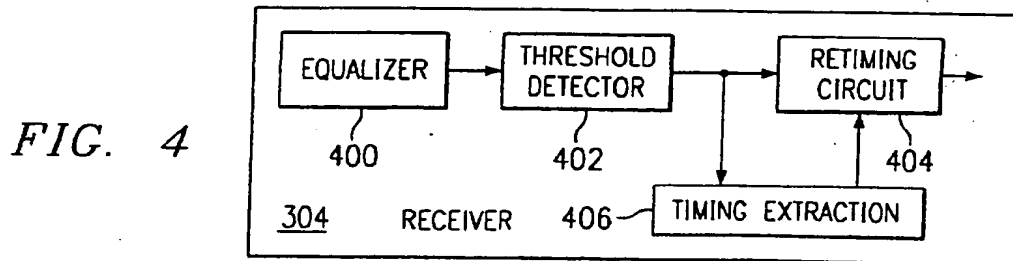 FIG. 4
EQUALIZER
400
THRESHOLD
DETECTOR
402
RETIMING
CIRCUIT
404
304 RECEIVER
406
TIMING EXTRACTION